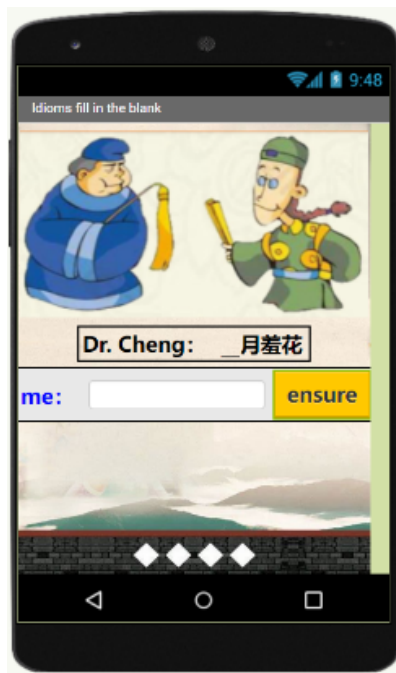 9:48
Idioms fill in the blank
Dr. Cheng: __月羞花
me:
ensure